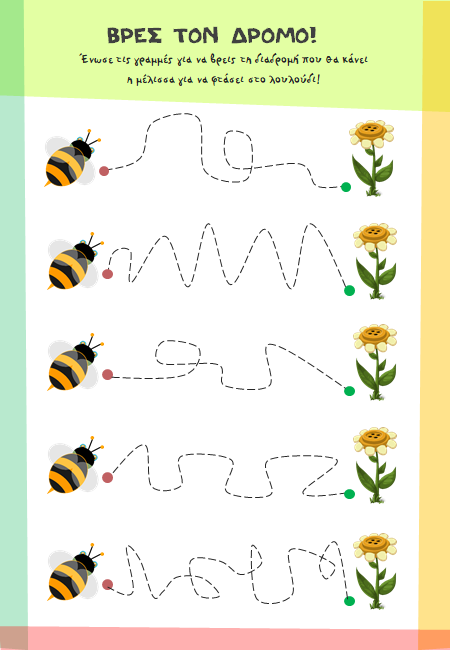 ΒΡΕΣ ΤΟΝ ΔΡΟΜΟ!
Ένωσε τις γραμμές για να βρεις τη διαδρομή που θα κάνει
η μέλισσα για να φτάσει στο λουλούδι!